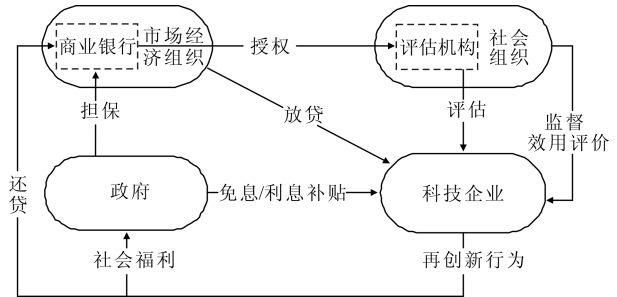 商业银行
市场经
济组织
授权
评估机构
社会
组织
担保
放贷
评估
监督
效用评价
还
贷
政府
免息/利息补贴
科技企业
社会福利
再创新行为